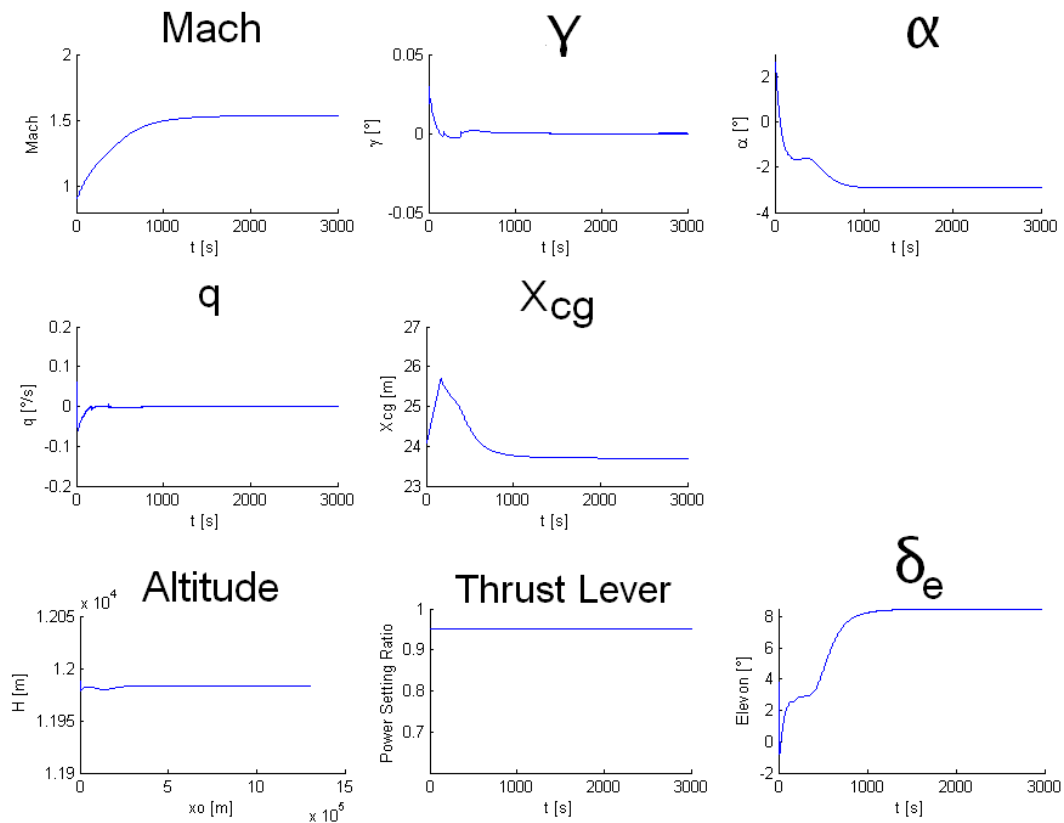 Mach
γ
α
2
1.5
1
Mach
0 1000 2000 3000
t [s]
0.05
0
-0.05
γ [°]
0 1000 2000 3000
t [s]
2
0
-2
-4
α [°]
0 1000 2000 3000
t [s]
q
Xcg
0.2
0.1
0
-0.1
-0.2
q [°/s]
0 1000 2000 3000
t [s]
27
26
25
24
23
Xcg [m]
0 1000 2000 3000
t [s]
Altitude
Thrust Lever
δe
x 10^4
1.205
1.2
1.195
1.19
H [m]
0 5 10 15
xo [m]
x 10^5
1
0.9
0.8
0.7
Power Setting Ratio
0 1000 2000 3000
t [s]
8
6
4
2
0
-2
Elevon [°]
0 1000 2000 3000
t [s]